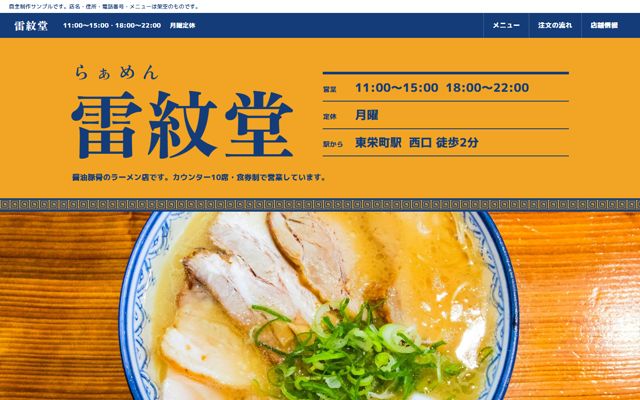 自主制作サンプルです。店名・住所・電話番号・メニューは架空のものです。
雷紋堂 11:00〜15:00・18:00〜22:00 月曜定休 メニュー 注文の流れ 店舗情報
らぁめん
雷紋堂
醤油豚骨のラーメン店です。カウンター10席・食券制で営業しています。
営業 11:00〜15:00 18:00〜22:00
定休 月曜
駅から 東栄町駅 西口 徒歩2分